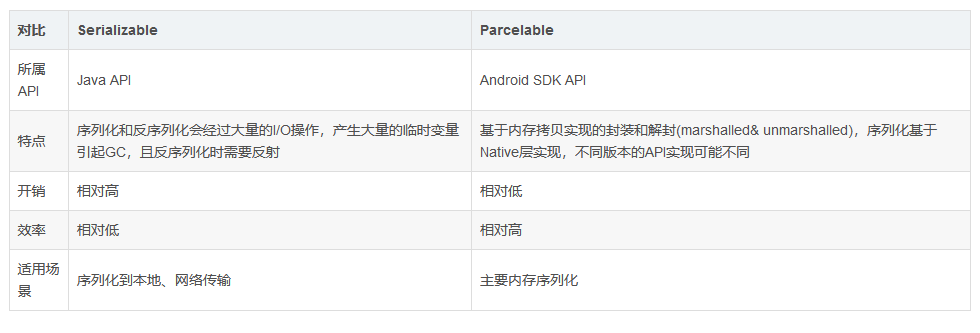 对比 Serializable Parcelable
所属
API
Java API
Android SDK API
特点
序列化和反序列化会经过大量的I/O操作，产生大量的临时变量
引起GC，且反序列化时需要反射
基于内存拷贝实现的封装和解封(marshalled& unmarshalled)，序列化基于
Native层实现，不同版本的API实现可能不同
开销 相对高 相对低
效率 相对低 相对高
适用场
景
序列化到本地、网络传输
主要内存序列化